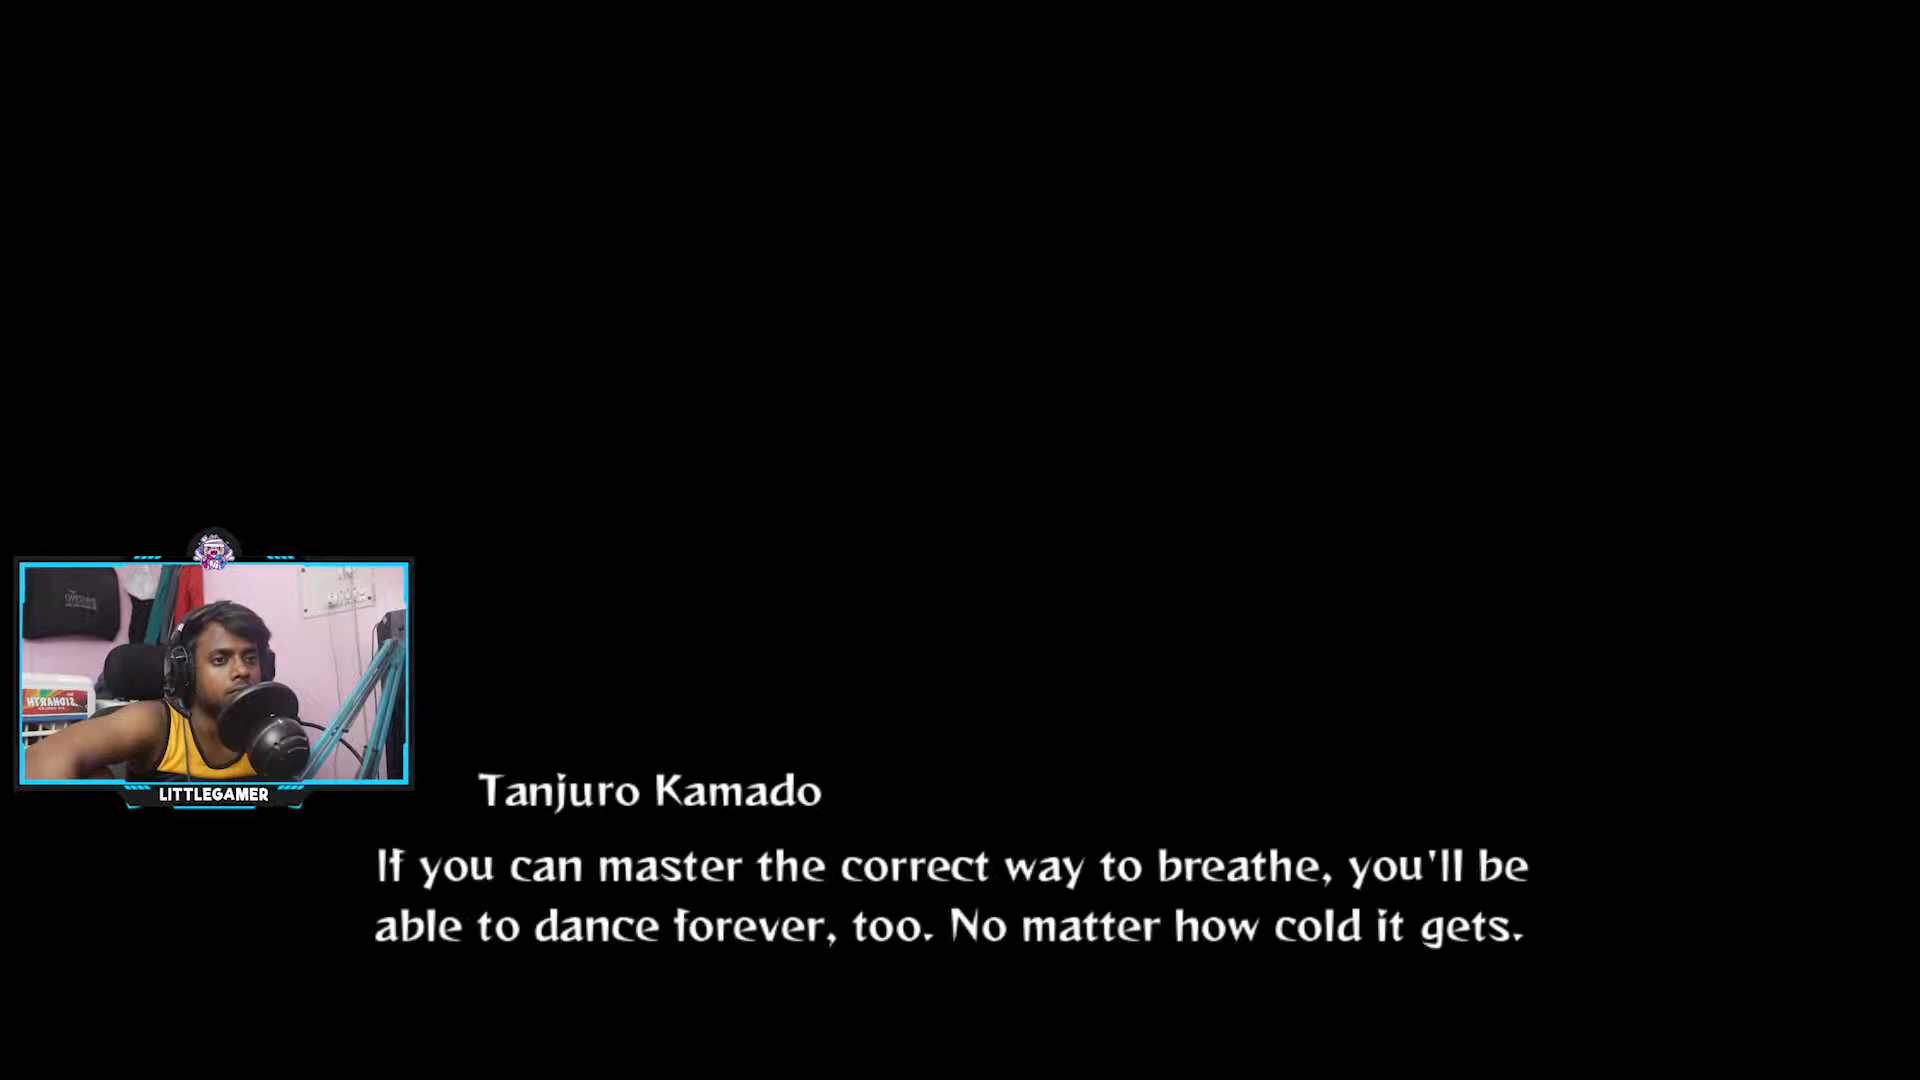 LITTLEGAMER
Tanjuro Kamado
If you can master the correct way to breathe, you'll be
able to dance forever, too. No matter how cold it gets.